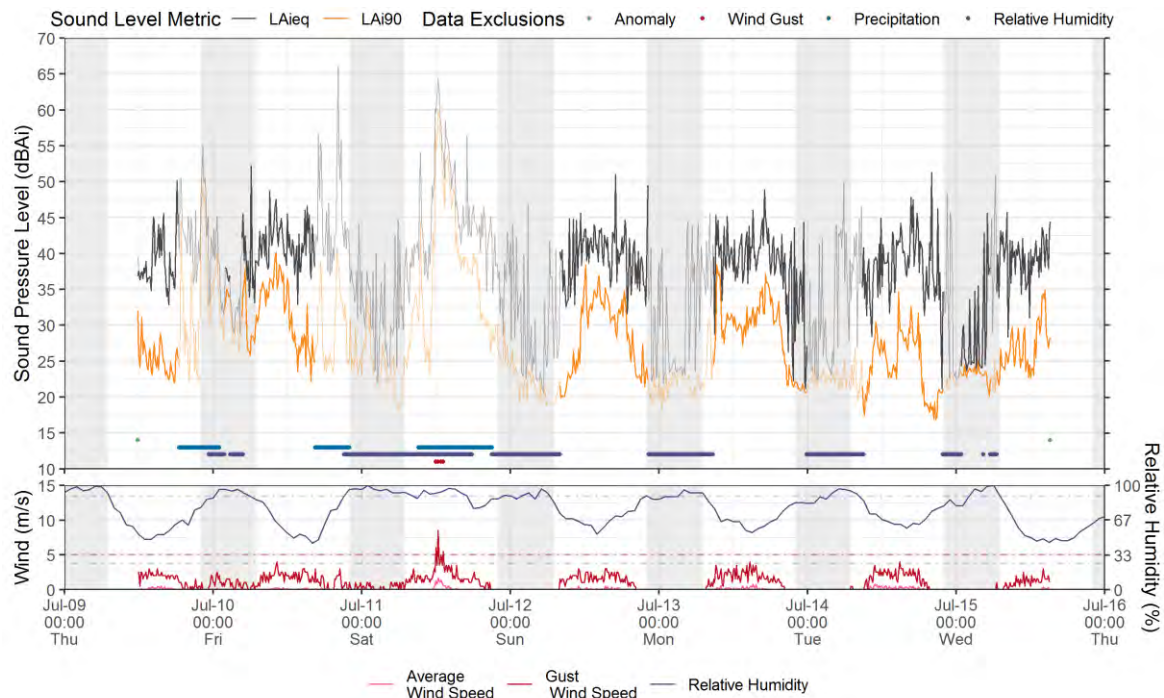 Sound Level Metric LAieq LAi90 Data Exclusions Anomaly Wind Gust Precipitation Relative Humidity
Sound Pressure Level (dBAi)
70
65
60
55
50
45
40
35
30
25
20
15
10
Wind (m/s)
15
10
5
0
Relative Humidity (%)
100
67
33
0
Jul-09 Jul-10 Jul-11 Jul-12 Jul-13 Jul-14 Jul-15 Jul-16
00:00 00:00 00:00 00:00 00:00 00:00 00:00 00:00
Thu Fri Sat Sun Mon Tue Wed Thu
Average Gust Relative Humidity
Wind Speed Wind Speed